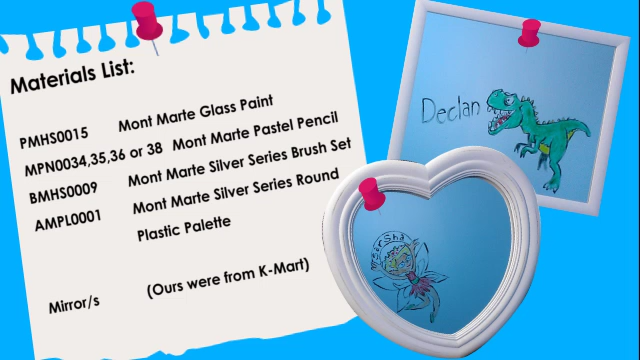 Materials List:
PMHS0015 Mont Marte Glass Paint
MPN0034,35,36 or 38 Mont Marte Pastel Pencil
BMHS0009 Mont Marte Silver Series Brush Set
AMPL0001 Mont Marte Silver Series Round
Plastic Palette
Mirror/s (Ours were from K-Mart)
Declan